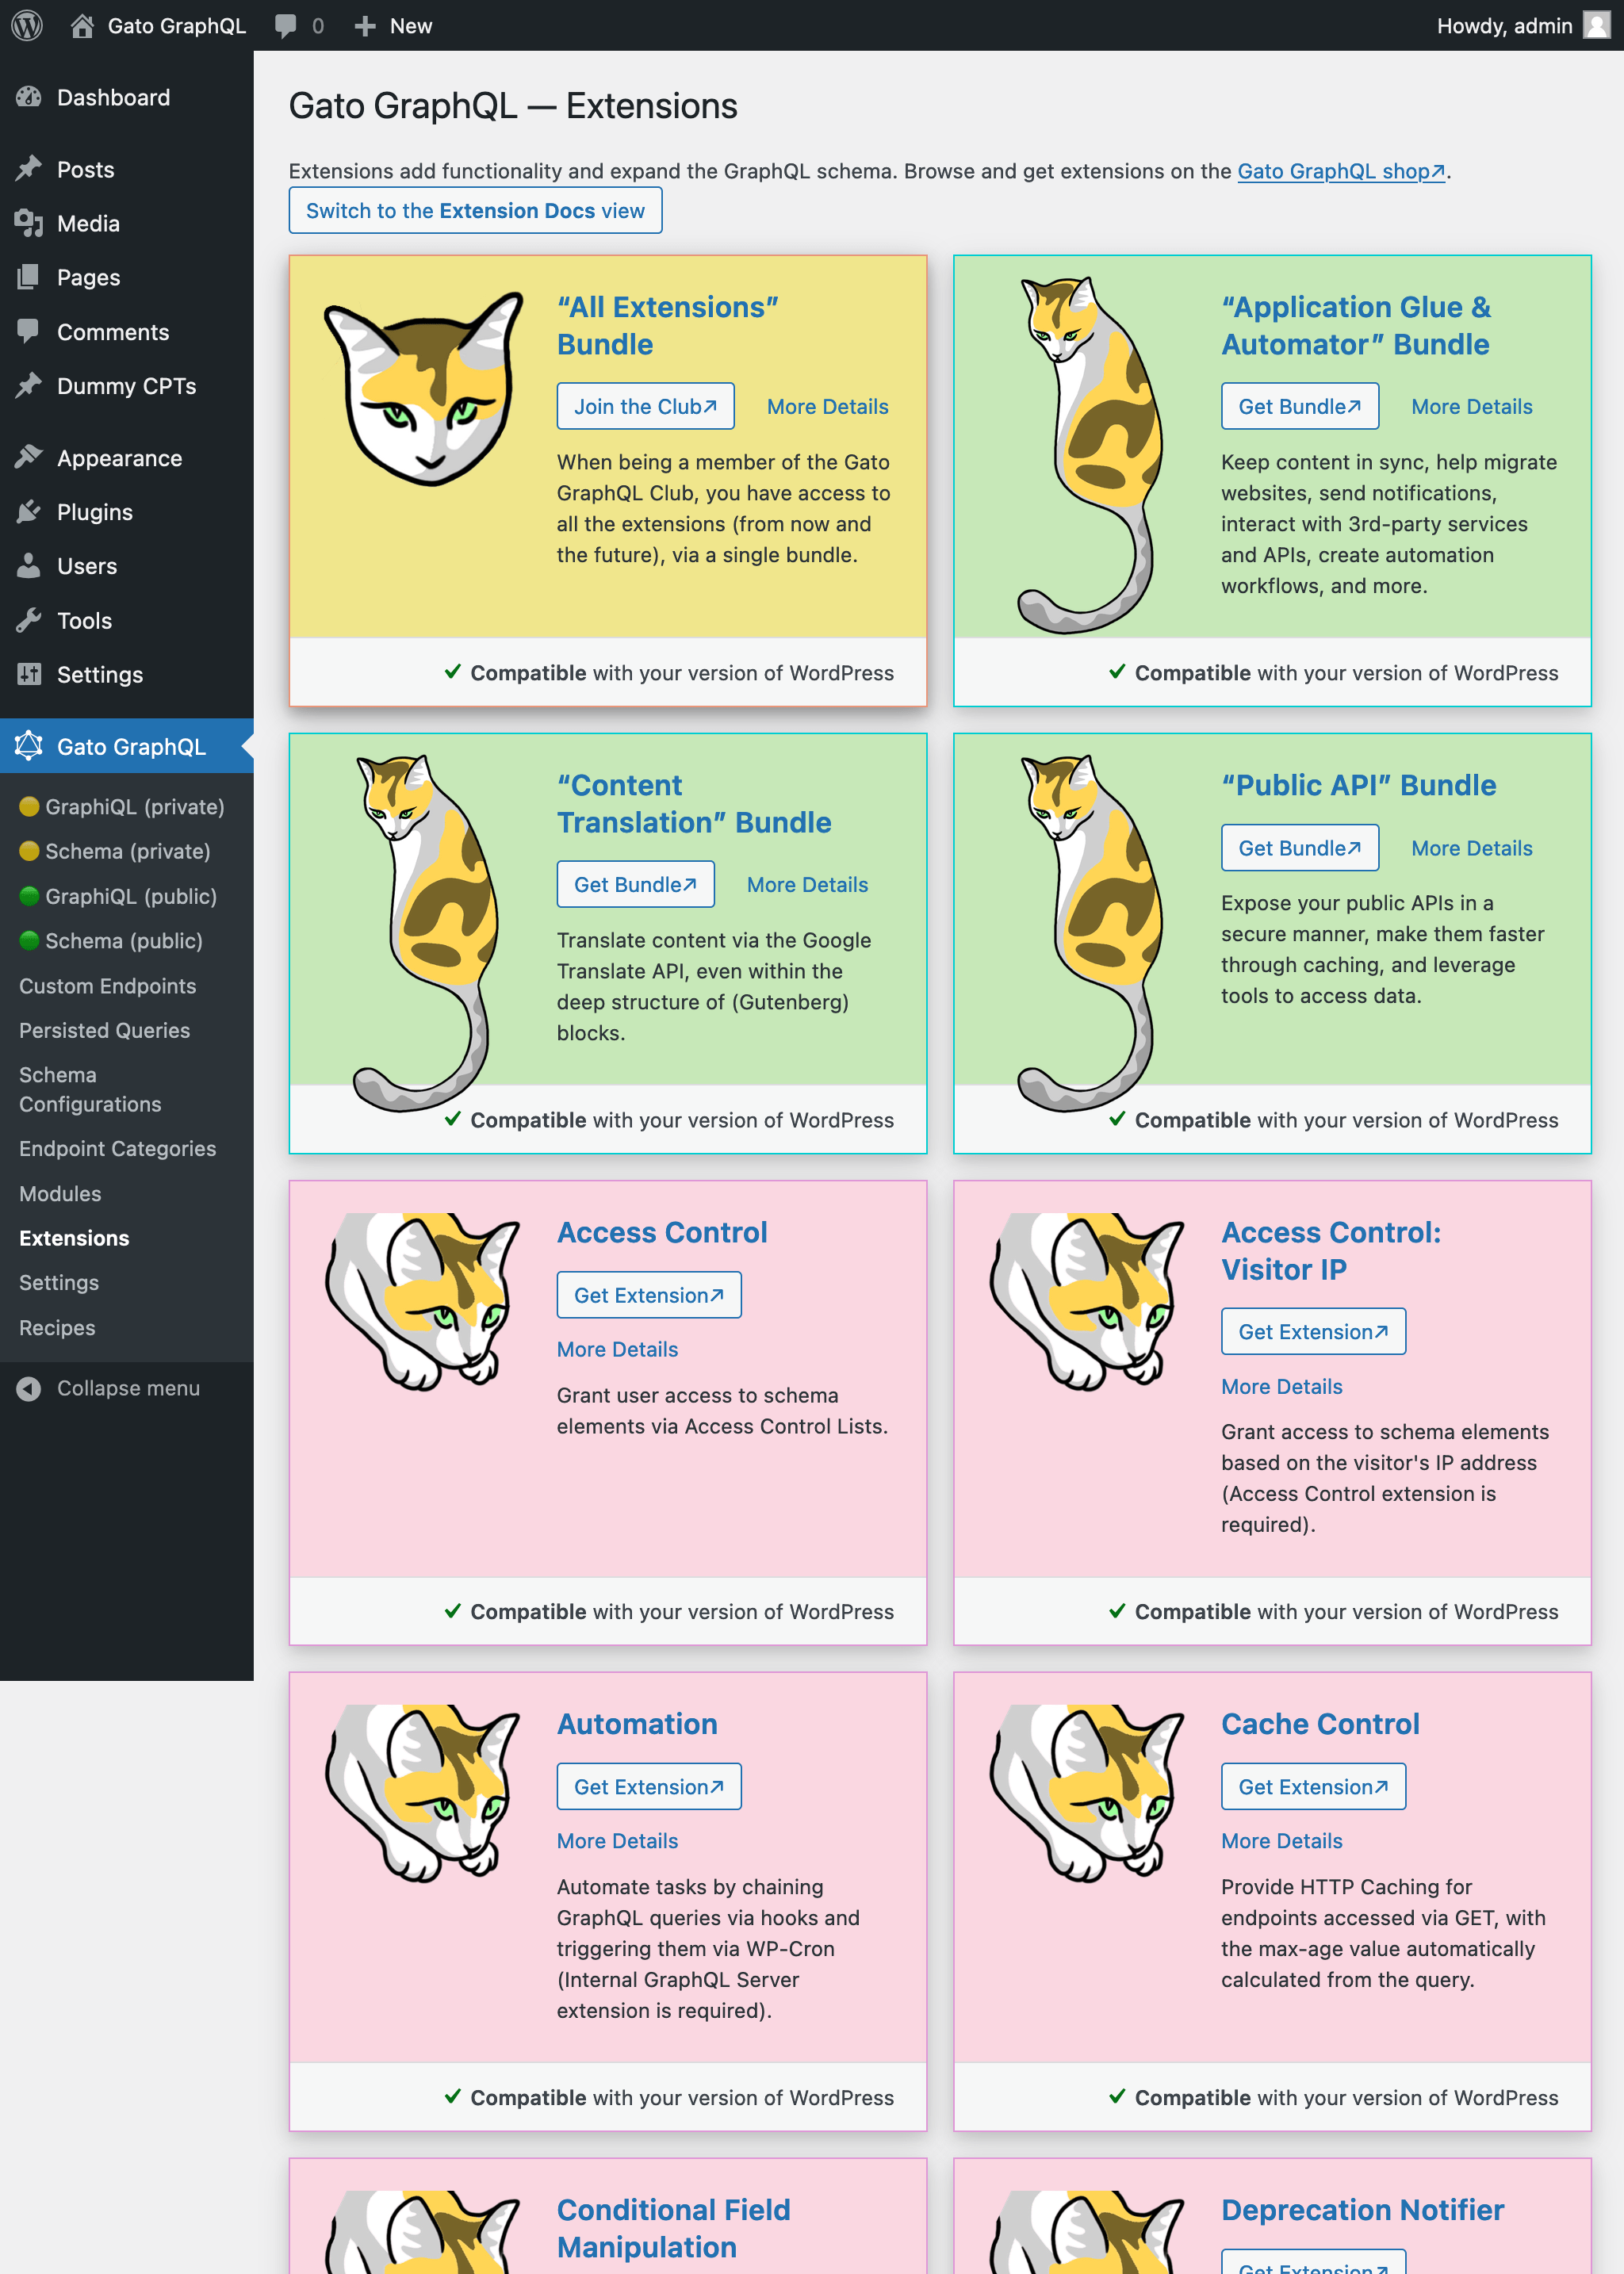 Gato GraphQL
0
New
Howdy, admin
Dashboard
Posts
Media
Pages
Comments
Dummy CPTs
Appearance
Plugins
Users
Tools
Settings
Gato GraphQL
GraphiQL (private)
Schema (private)
GraphiQL (public)
Schema (public)
Custom Endpoints
Persisted Queries
Schema
Configurations
Endpoint Categories
Modules
Extensions
Settings
Recipes
Collapse menu
Gato GraphQL — Extensions
Extensions add functionality and expand the GraphQL schema. Browse and get extensions on the Gato GraphQL shop↗.
Switch to the Extension Docs view
“All Extensions”
Bundle
Join the Club↗ More Details
When being a member of the Gato
GraphQL Club, you have access to
all the extensions (from now and
the future), via a single bundle.
✔ Compatible with your version of WordPress
“Application Glue &
Automator” Bundle
Get Bundle↗ More Details
Keep content in sync, help migrate
websites, send notifications,
interact with 3rd-party services
and APIs, create automation
workflows, and more.
✔ Compatible with your version of WordPress
“Content
Translation” Bundle
Get Bundle↗ More Details
Translate content via the Google
Translate API, even within the
deep structure of (Gutenberg)
blocks.
✔ Compatible with your version of WordPress
“Public API” Bundle
Get Bundle↗ More Details
Expose your public APIs in a
secure manner, make them faster
through caching, and leverage
tools to access data.
✔ Compatible with your version of WordPress
Access Control
Get Extension↗
More Details
Grant user access to schema
elements via Access Control Lists.
✔ Compatible with your version of WordPress
Access Control:
Visitor IP
Get Extension↗
More Details
Grant access to schema elements
based on the visitor's IP address
(Access Control extension is
required).
✔ Compatible with your version of WordPress
Automation
Get Extension↗
More Details
Automate tasks by chaining
GraphQL queries via hooks and
triggering them via WP-Cron
(Internal GraphQL Server
extension is required).
✔ Compatible with your version of WordPress
Cache Control
Get Extension↗
More Details
Provide HTTP Caching for
endpoints accessed via GET, with
the max-age value automatically
calculated from the query.
✔ Compatible with your version of WordPress
Conditional Field
Manipulation
Deprecation Notifier
Get Extension↗